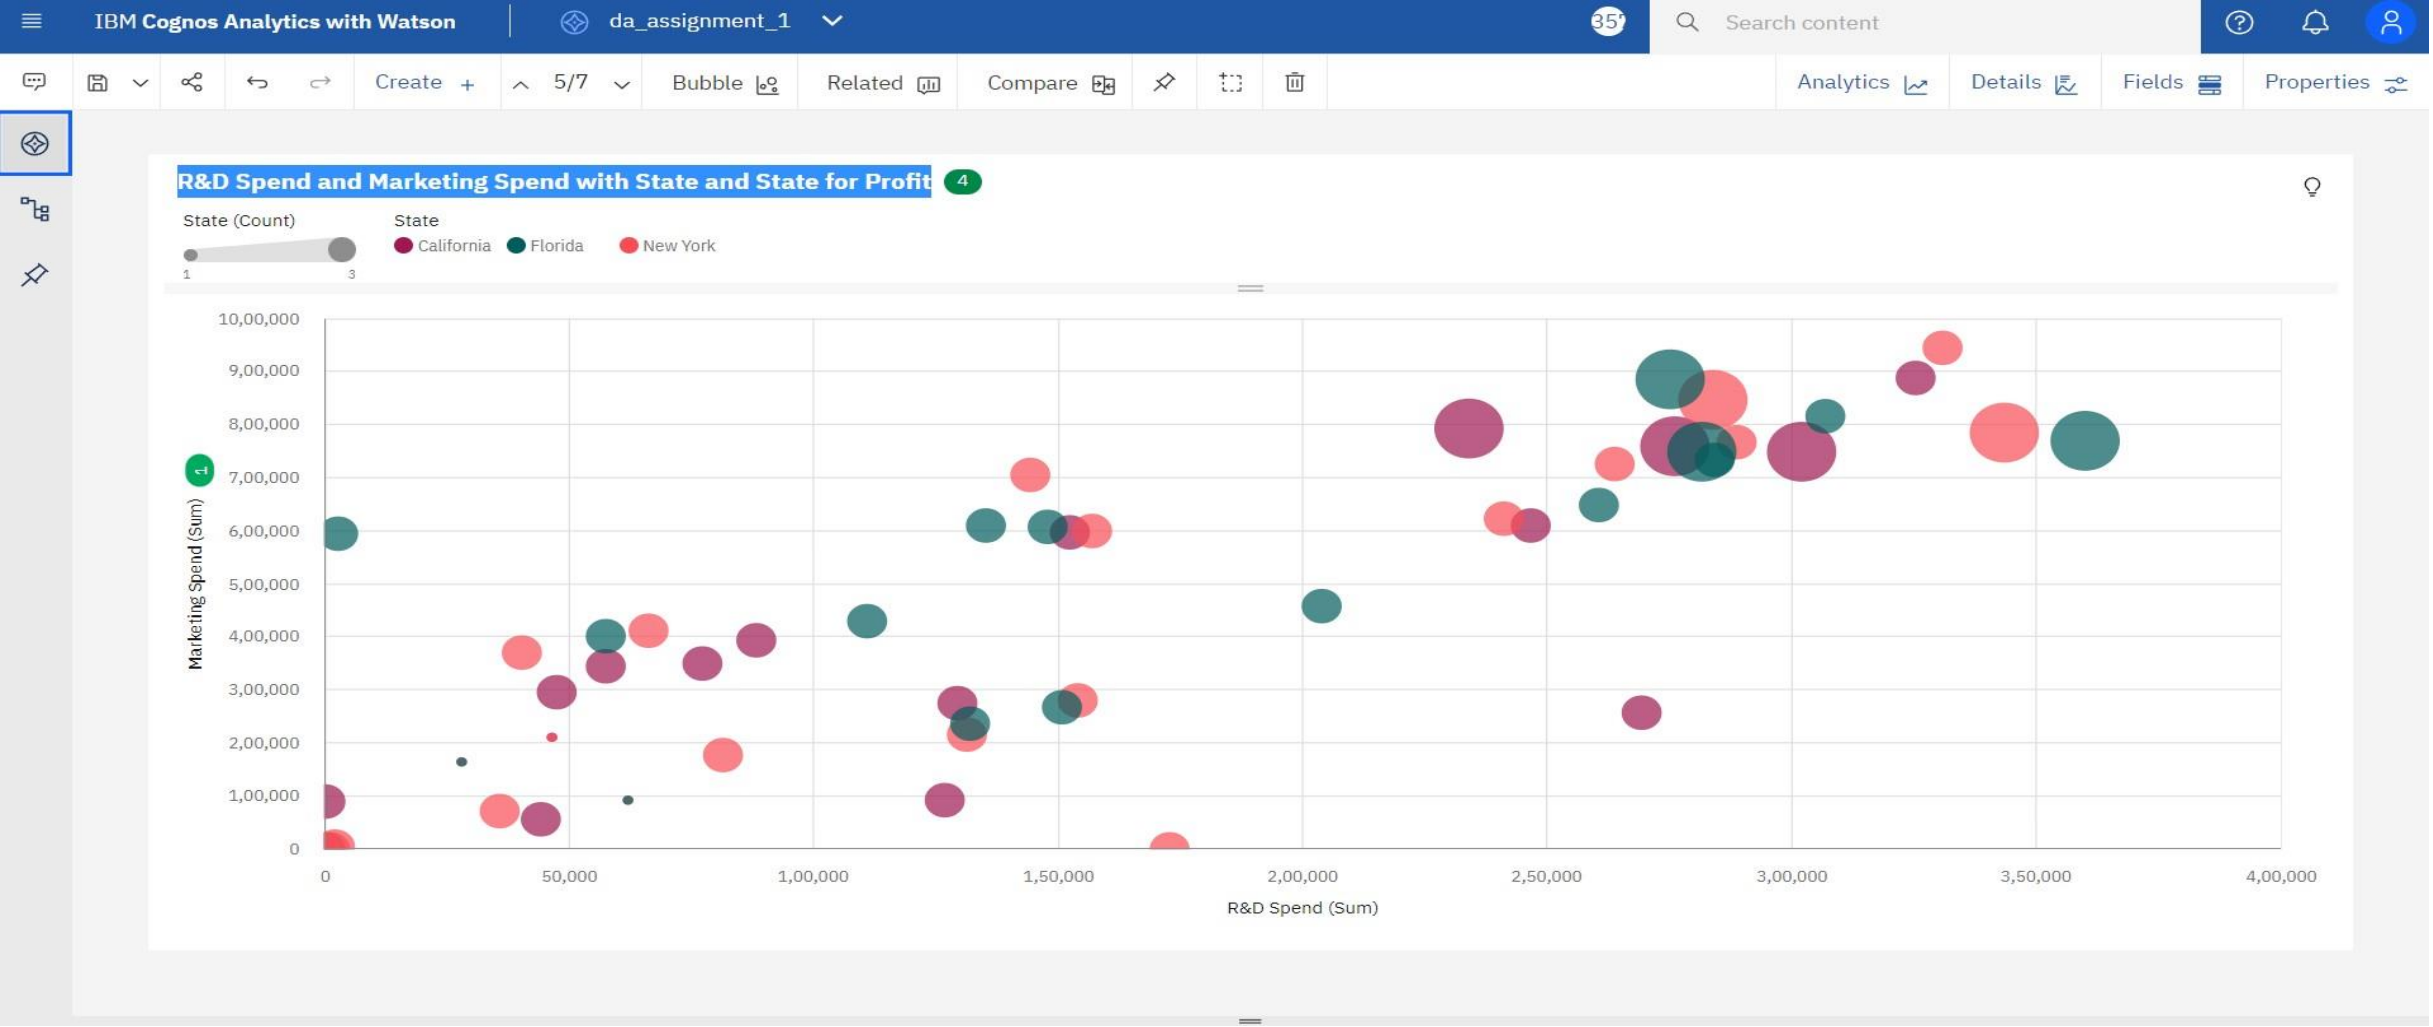 IBM Cognos Analytics with Watson
da_assignment_1
357
Search content
Create +
5/7
Bubble
Related
Compare
Analytics
Details
Fields
Properties
R&D Spend and Marketing Spend with State and State for Profit 4
State (Count)
1 3
State
California Florida New York
10,00,000
9,00,000
8,00,000
7,00,000
6,00,000
5,00,000
4,00,000
3,00,000
2,00,000
1,00,000
0
Marketing Spend (Sum) 1
0 50,000 1,00,000 1,50,000 2,00,000 2,50,000 3,00,000 3,50,000 4,00,000
R&D Spend (Sum)